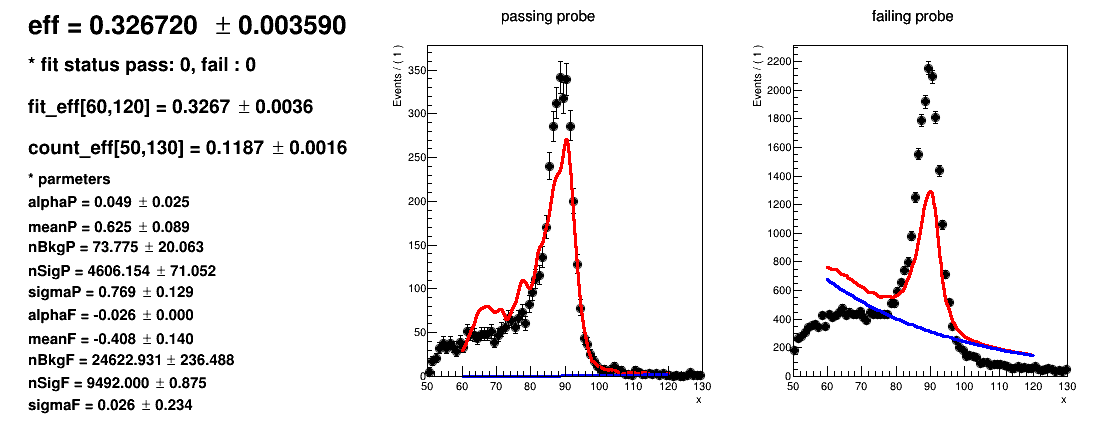 eff = 0.326720 ± 0.003590
* fit status pass: 0, fail : 0
fit_eff[60,120] = 0.3267 ± 0.0036
count_eff[50,130] = 0.1187 ± 0.0016
* parmeters
alphaP = 0.049 ± 0.025
meanP = 0.625 ± 0.089
nBkgP = 73.775 ± 20.063
nSigP = 4606.154 ± 71.052
sigmaP = 0.769 ± 0.129
alphaF = -0.026 ± 0.000
meanF = -0.408 ± 0.140
nBkgF = 24622.931 ± 236.488
nSigF = 9492.000 ± 0.875
sigmaF = 0.026 ± 0.234
passing probe
Events / ( 1 )
350
300
250
200
150
100
50
0
50 60 70 80 90 100 110 120 130
x
failing probe
Events / ( 1 )
2200
2000
1800
1600
1400
1200
1000
800
600
400
200
0
50 60 70 80 90 100 110 120 130
x